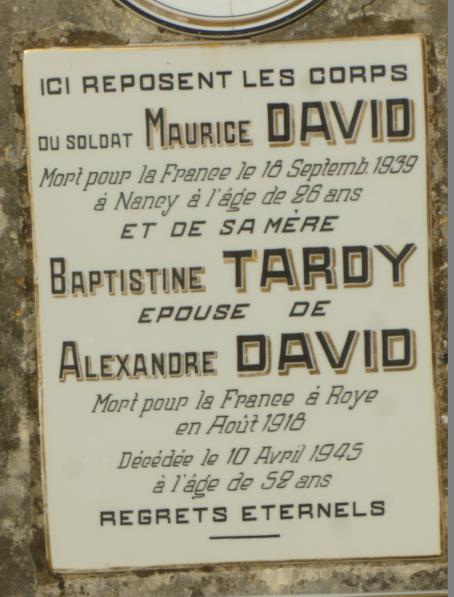 ICI REPOSENT LES CORPS
DU SOLDAT MAURICE DAVID
Mort pour la France le 18 Septemb. 1939
à Nancy à l'âge de 26 ans
ET DE SA MÈRE
BAPTISTINE TARDY
EPOUSE DE
ALEXANDRE DAVID
Mort pour la France à Roye
en Août 1918
Décédée le 10 Avril 1945
à l'âge de 52 ans
REGRETS ETERNELS